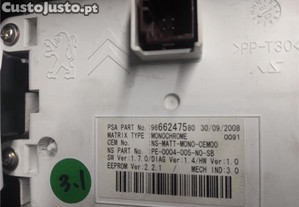 CustoJusto.pt
>PP-T30<
PSA PART No. 9666247580 30/09/2008
MATRIX TYPE MONOCHROME 0091
OEM No. NS-MATT-MONO-OEM00
NS PART No: PE-0004-005-NO-SB
SW Ver:1.7.0/DIAG Ver:1.4/HW Ver:1.0
EEPROM Ver:2.2.1 / MECH IND:3.0
3.1